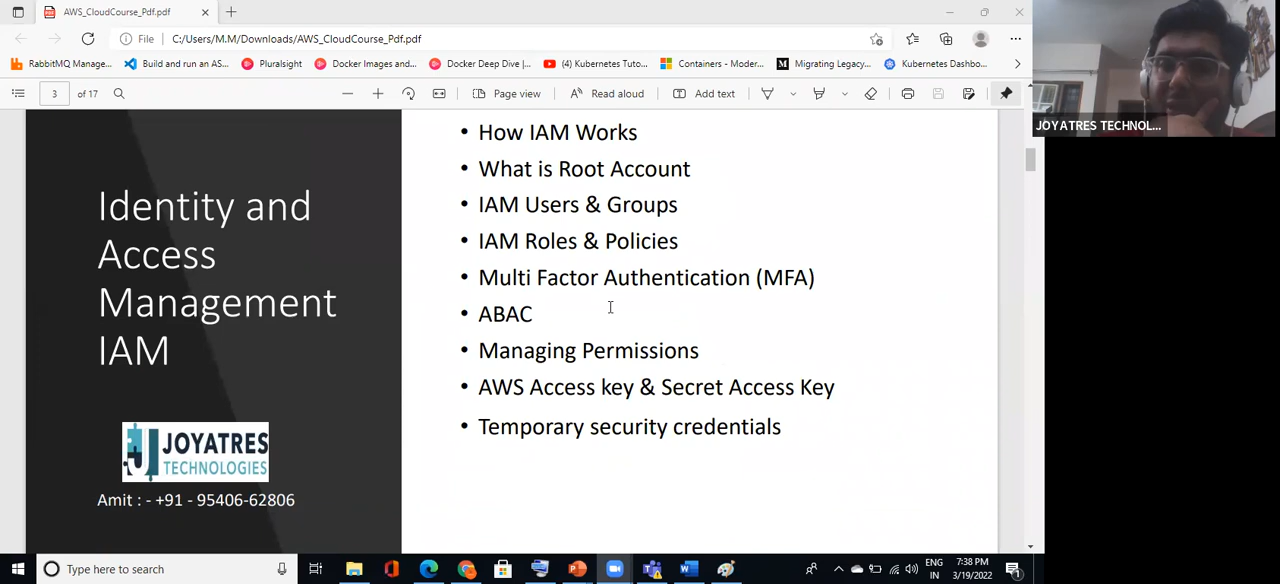 AWS_CloudCourse_Pdf.pdf
File
C:/Users/M.M/Downloads/AWS_CloudCourse_Pdf.pdf
RabbitMQ Manage...
Build and run an AS...
Pluralsight
Docker Images and...
Docker Deep Dive |...
(4) Kubernetes Tuto...
Containers - Moder...
Migrating Legacy...
Kubernetes Dashbo...
3 of 17
Page view
Read aloud
Add text
JOYATRES TECHNOL...
Identity and
Access
Management
IAM
JOYATRES
TECHNOLOGIES
Amit : - +91 - 95406-62806
• How IAM Works
• What is Root Account
• IAM Users & Groups
• IAM Roles & Policies
• Multi Factor Authentication (MFA)
• ABAC
• Managing Permissions
• AWS Access key & Secret Access Key
• Temporary security credentials
Type here to search
ENG
IN
7:38 PM
3/19/2022
1